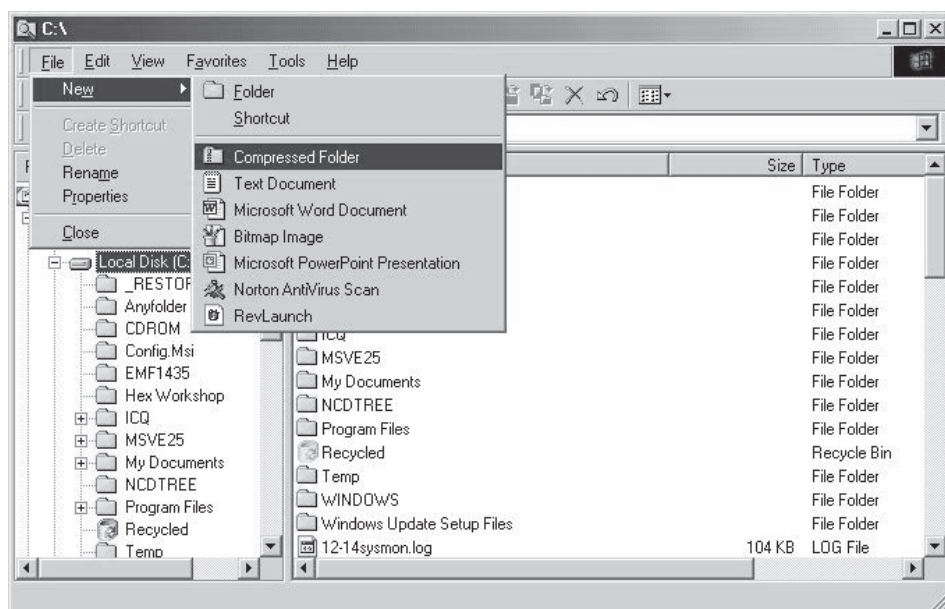 C:\
File Edit View Favorites Tools Help
New
Create Shortcut
Delete
Rename
Properties
Close
Folder
Shortcut
Compressed Folder
Text Document
Microsoft Word Document
Bitmap Image
Microsoft PowerPoint Presentation
Norton AntiVirus Scan
RevLaunch
Local Disk (C:
_RESTOR
Anyfolder
CDROM
Config.Msi
EMF1435
Hex Workshop
ICQ
MSVE25
My Documents
NCDTREE
Program Files
Recycled
Temp
Size Type
File Folder
File Folder
File Folder
File Folder
File Folder
File Folder
ICQ File Folder
MSVE25 File Folder
My Documents File Folder
NCDTREE File Folder
Program Files File Folder
Recycled Recycle Bin
Temp File Folder
WINDOWS File Folder
Windows Update Setup Files File Folder
12-14sysmon.log 104 KB LOG File